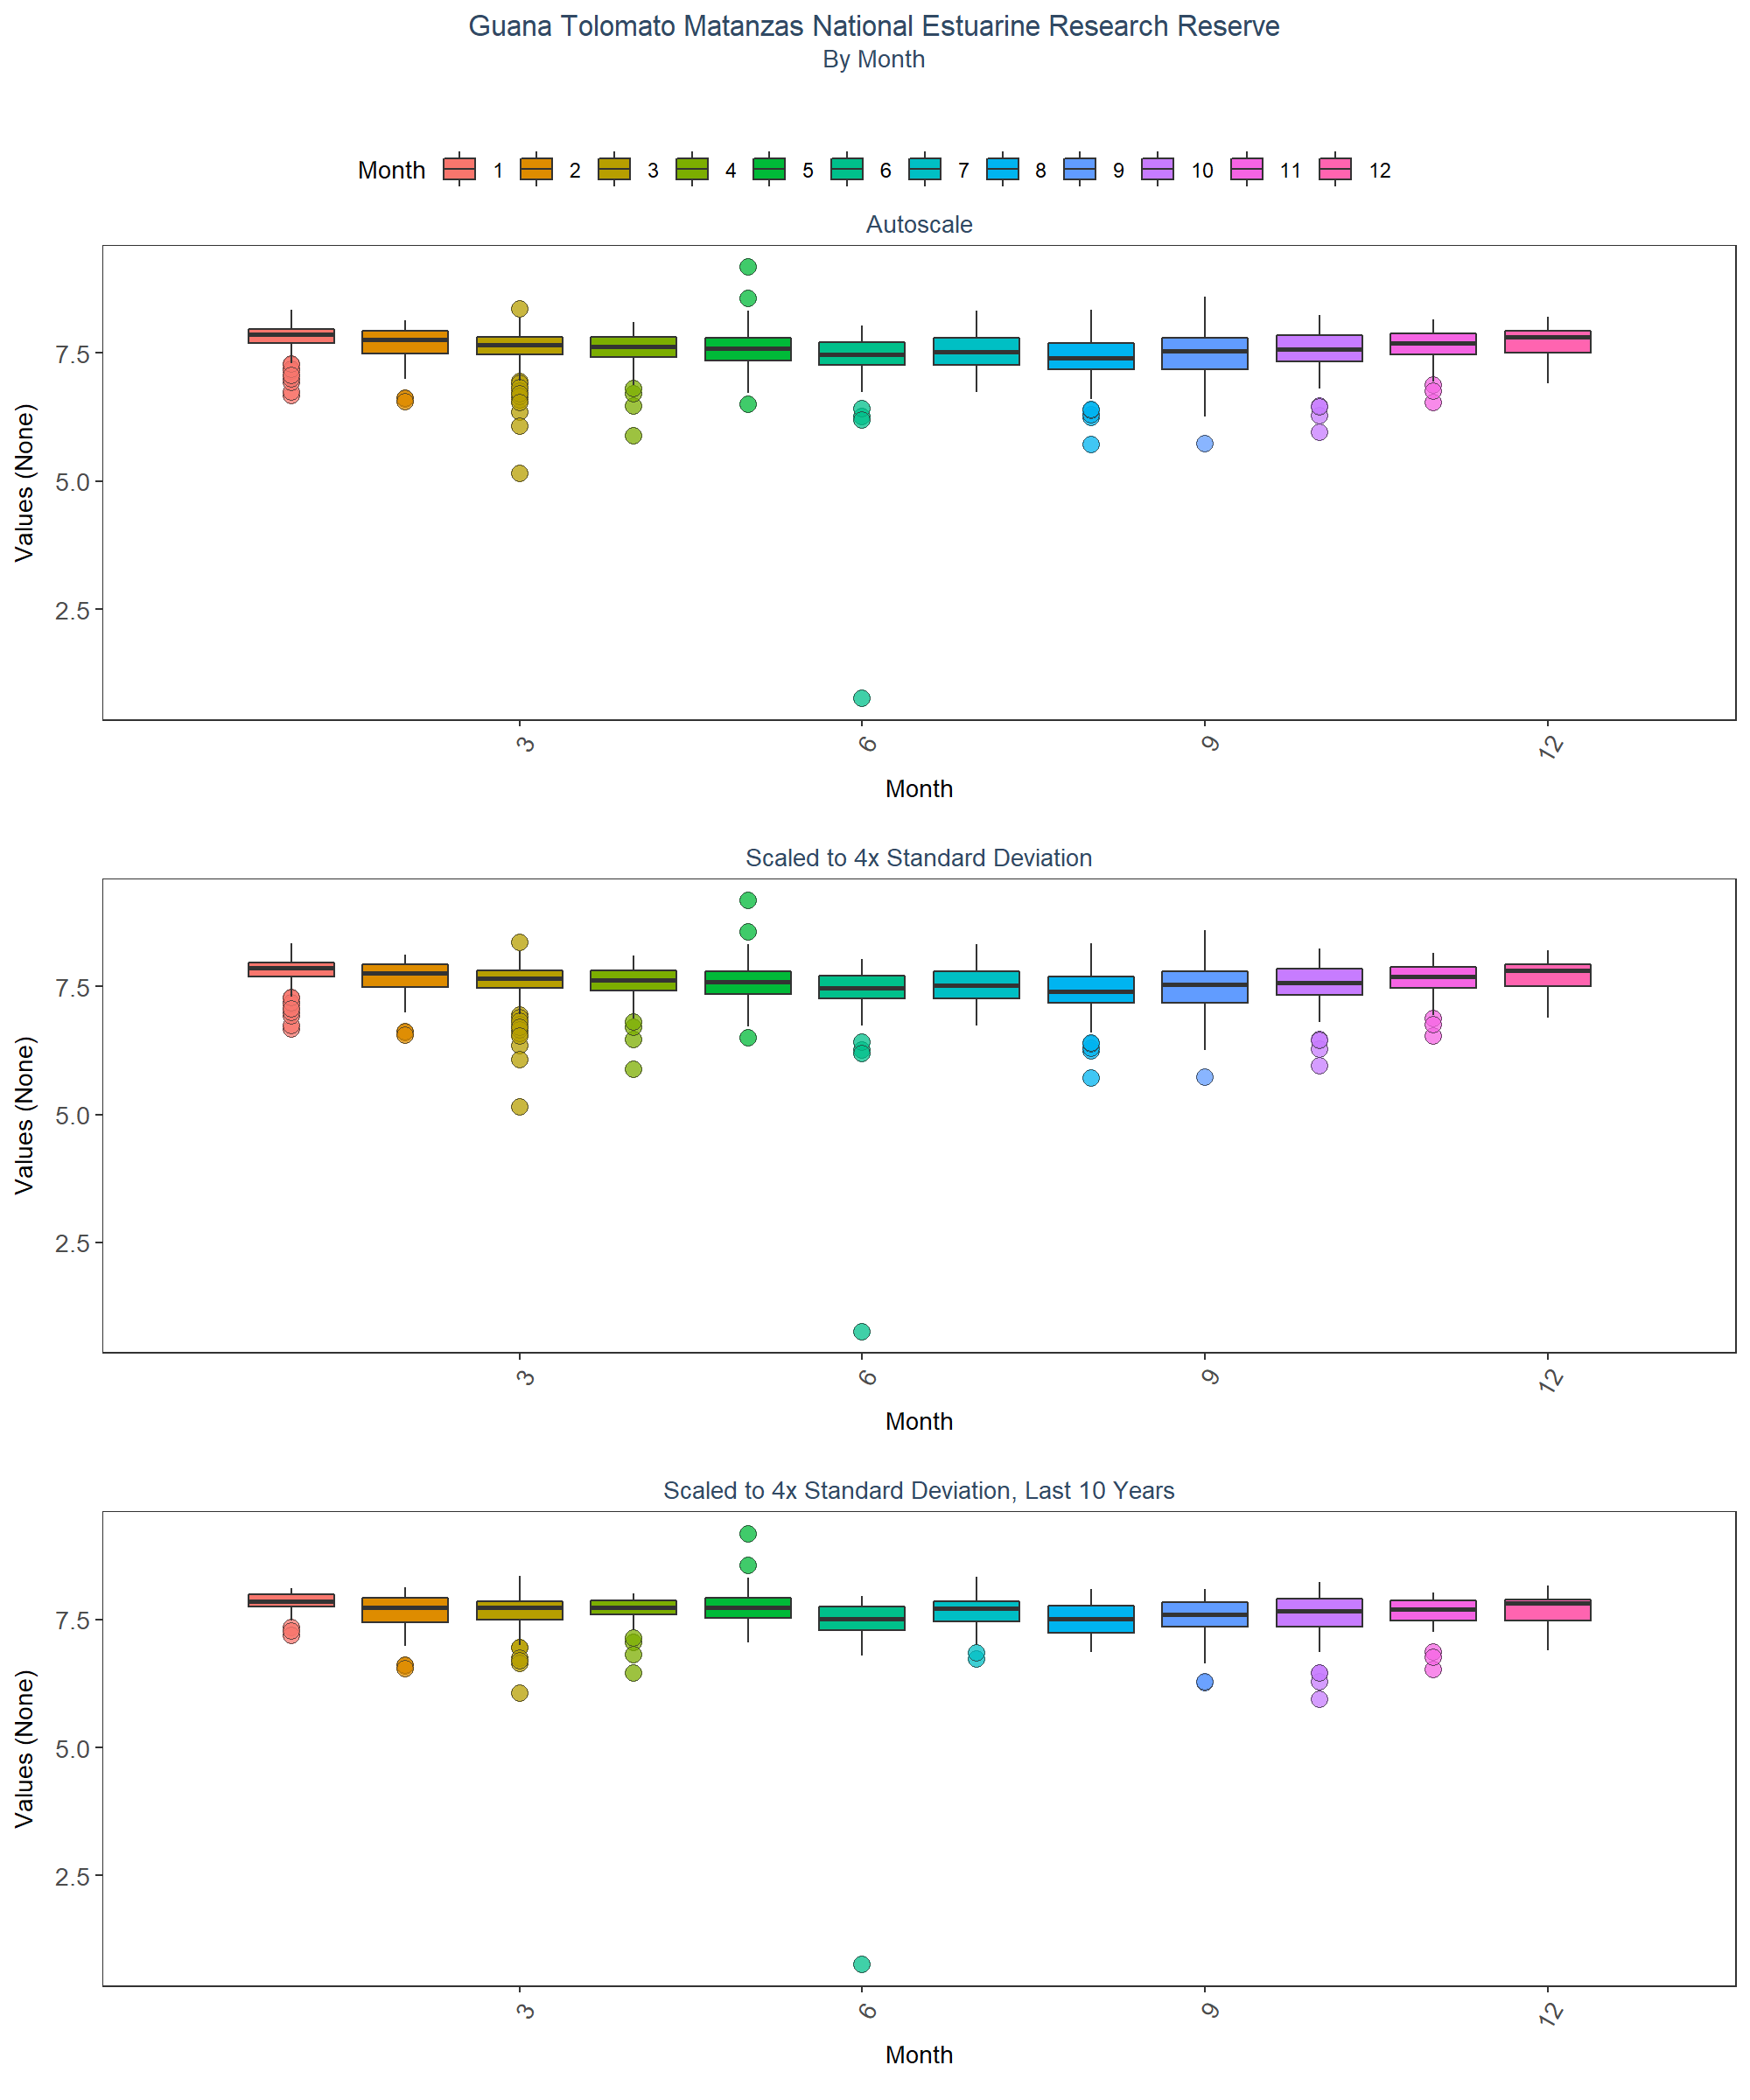 Guana Tolomato Matanzas National Estuarine Research Reserve
By Month
Month 1 2 3 4 5 6 7 8 9 10 11 12
Autoscale
Values (None)
7.5
5.0
2.5
3 6 9 12
Month
Scaled to 4x Standard Deviation
Values (None)
7.5
5.0
2.5
3 6 9 12
Month
Scaled to 4x Standard Deviation, Last 10 Years
Values (None)
7.5
5.0
2.5
3 6 9 12
Month